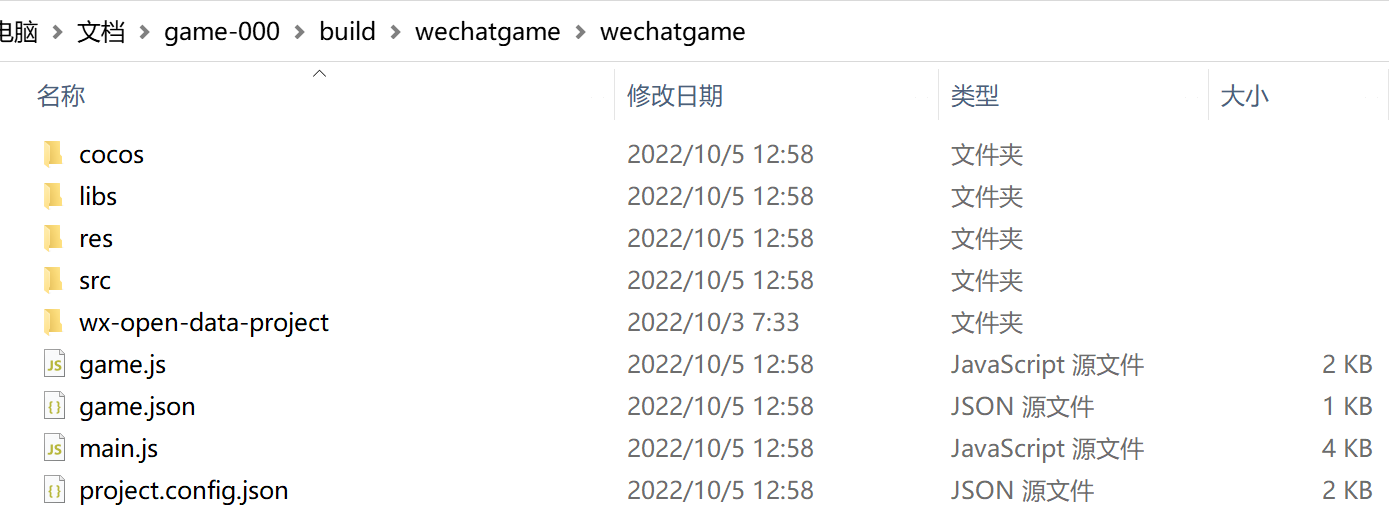 电脑 > 文档 > game-000 > build > wechatgame > wechatgame
名称 修改日期 类型 大小
cocos 2022/10/5 12:58 文件夹
libs 2022/10/5 12:58 文件夹
res 2022/10/5 12:58 文件夹
src 2022/10/5 12:58 文件夹
wx-open-data-project 2022/10/3 7:33 文件夹
game.js 2022/10/5 12:58 JavaScript 源文件 2 KB
game.json 2022/10/5 12:58 JSON 源文件 1 KB
main.js 2022/10/5 12:58 JavaScript 源文件 4 KB
project.config.json 2022/10/5 12:58 JSON 源文件 2 KB